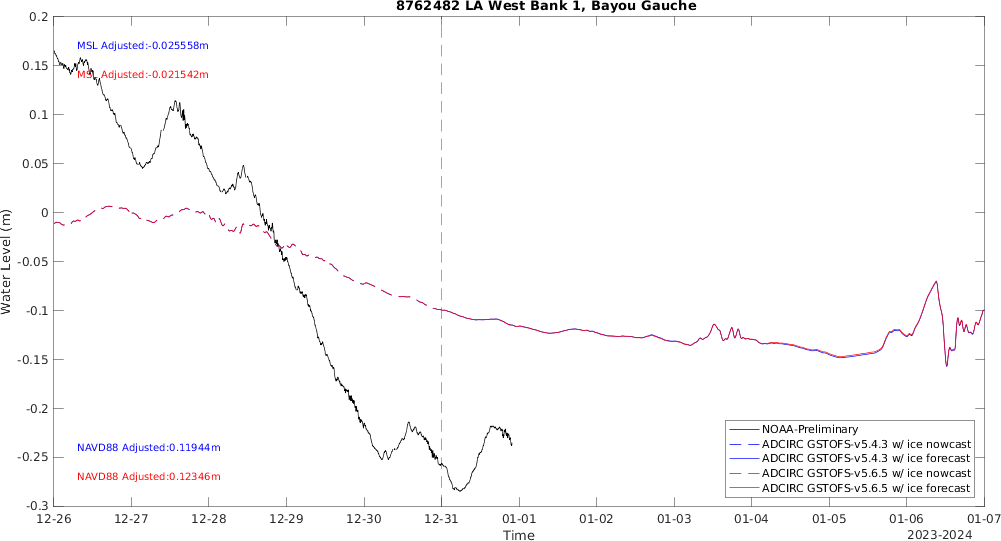 8762482 LA West Bank 1, Bayou Gauche
0.2
0.15
0.1
0.05
0
-0.05
-0.1
-0.15
-0.2
-0.25
-0.3
Water Level (m)
MSL Adjusted:-0.025558m
MSL Adjusted:-0.021542m
NAVD88 Adjusted:0.11944m
NAVD88 Adjusted:0.12346m
NOAA-Preliminary
ADCIRC GSTOFS-v5.4.3 w/ ice nowcast
ADCIRC GSTOFS-v5.4.3 w/ ice forecast
ADCIRC GSTOFS-v5.6.5 w/ ice nowcast
ADCIRC GSTOFS-v5.6.5 w/ ice forecast
12-26 12-27 12-28 12-29 12-30 12-31 01-01 01-02 01-03 01-04 01-05 01-06 01-07
Time
2023-2024